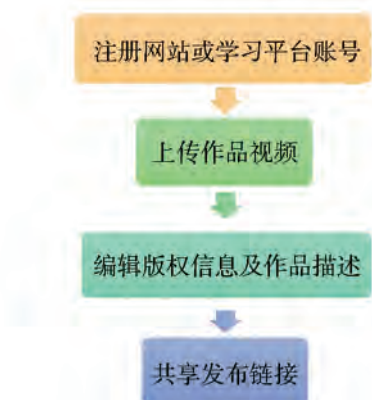 注册网站或学习平台账号
上传作品视频
编辑版权信息及作品描述
共享发布链接